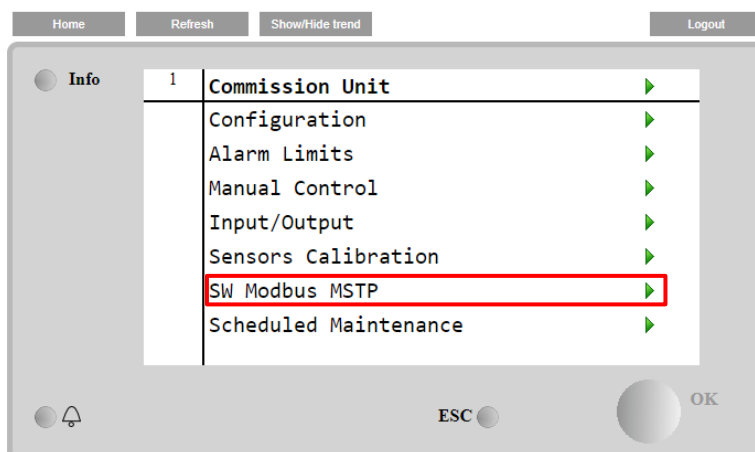 Home Refresh Show/Hide trend Logout
Info
1 Commission Unit
Configuration
Alarm Limits
Manual Control
Input/Output
Sensors Calibration
SW Modbus MSTP
Scheduled Maintenance
ESC
OK